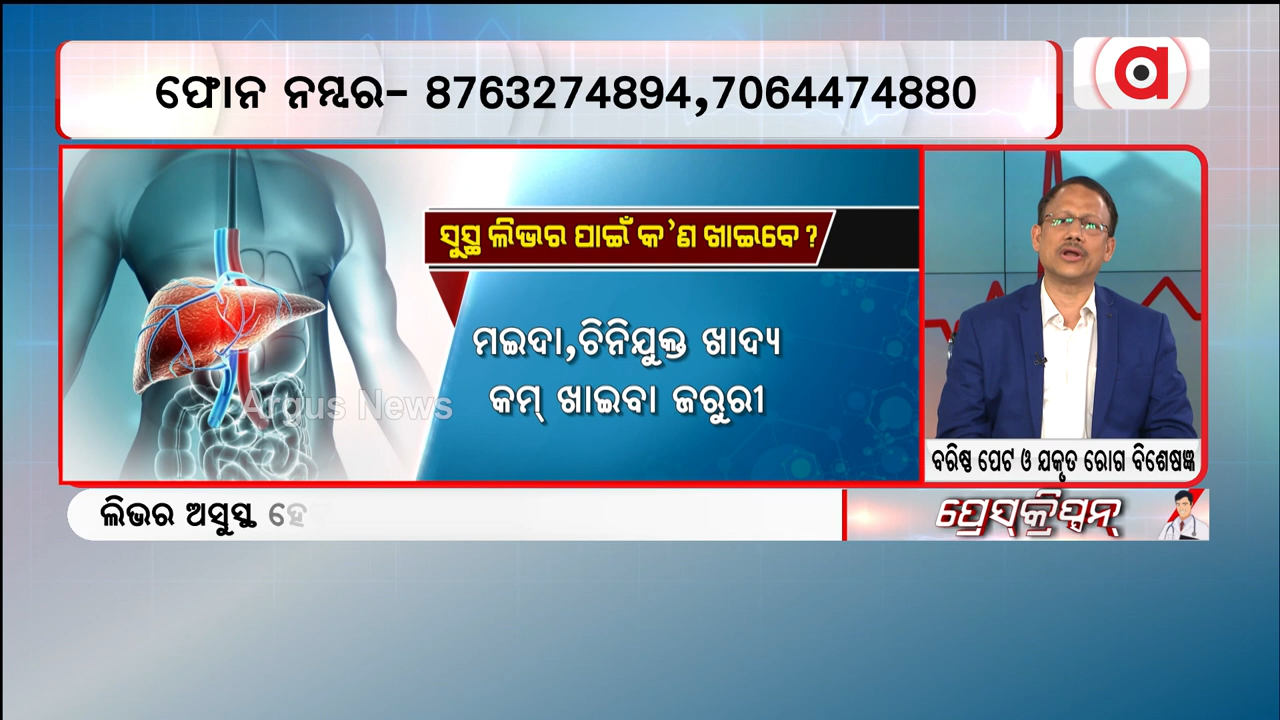 ଫୋନ ନମ୍ବର- 8763274894,7064474880
a
ସୁସ୍ଥ ଲିଭର ପାଇଁ କ'ଣ ଖାଇବେ ?
ମଇଦା,ଚିନିଯୁକ୍ତ ଖାଦ୍ୟ
କମ୍ ଖାଇବା ଜରୁରୀ
Argus News
ବରିଷ୍ଠ ପେଟ ଓ ଯକୃତ ରୋଗ ବିଶେଷଜ୍ଞ
ଲିଭର ଅସୁସ୍ଥ ହେ
ପ୍ରେସ୍‌କ୍ରିପ୍ସନ୍